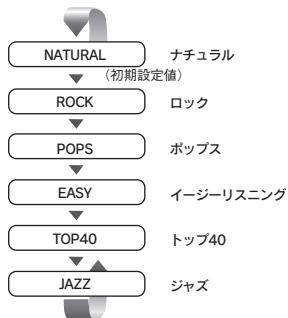 NATURAL ナチュラル
（初期設定値）
ROCK ロック
POPS ポップス
EASY イージーリスニング
TOP40 トップ40
JAZZ ジャズ